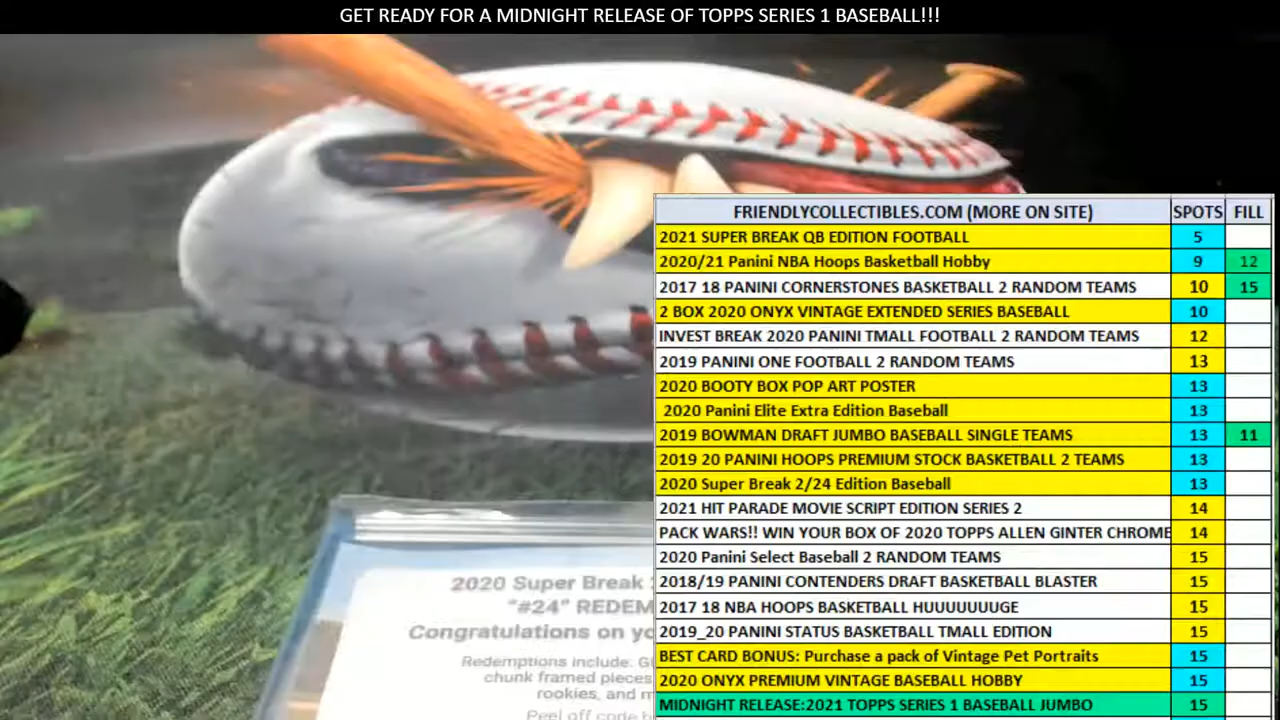 GET READY FOR A MIDNIGHT RELEASE OF TOPPS SERIES 1 BASEBALL!!!
FRIENDLYCOLLECTIBLES.COM (MORE ON SITE) SPOTS FILL
2021 SUPER BREAK QB EDITION FOOTBALL 5
2020/21 Panini NBA Hoops Basketball Hobby 9 12
2017 18 PANINI CORNERSTONES BASKETBALL 2 RANDOM TEAMS 10 15
2 BOX 2020 ONYX VINTAGE EXTENDED SERIES BASEBALL 10
INVEST BREAK 2020 PANINI TMALL FOOTBALL 2 RANDOM TEAMS 12
2019 PANINI ONE FOOTBALL 2 RANDOM TEAMS 13
2020 BOOTY BOX POP ART POSTER 13
2020 Panini Elite Extra Edition Baseball 13
2019 BOWMAN DRAFT JUMBO BASEBALL SINGLE TEAMS 13 11
2019 20 PANINI HOOPS PREMIUM STOCK BASKETBALL 2 TEAMS 13
2020 Super Break 2/24 Edition Baseball 13
2021 HIT PARADE MOVIE SCRIPT EDITION SERIES 2 14
PACK WARS!! WIN YOUR BOX OF 2020 TOPPS ALLEN GINTER CHROME 14
2020 Panini Select Baseball 2 RANDOM TEAMS 15
2018/19 PANINI CONTENDERS DRAFT BASKETBALL BLASTER 15
2017 18 NBA HOOPS BASKETBALL HUUUUUUUGE 15
2019_20 PANINI STATUS BASKETBALL TMALL EDITION 15
BEST CARD BONUS: Purchase a pack of Vintage Pet Portraits 15
2020 ONYX PREMIUM VINTAGE BASEBALL HOBBY 15
MIDNIGHT RELEASE:2021 TOPPS SERIES 1 BASEBALL JUMBO 15
2020 Super Break
"#24" REDEM
Congratulations on yo
Redemptions include: G
chunk framed pieces
rookies, and m
Peel off code b